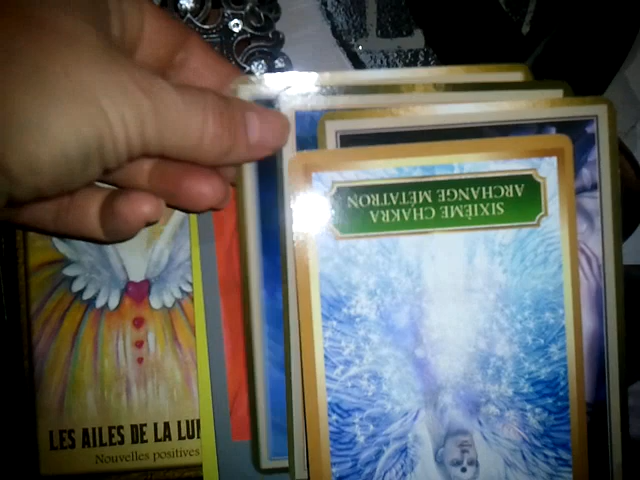 SIXIÈME CHAKRA
ARCHANGE MÉTATRON
LES AILES DE LA
Nouvelles positives